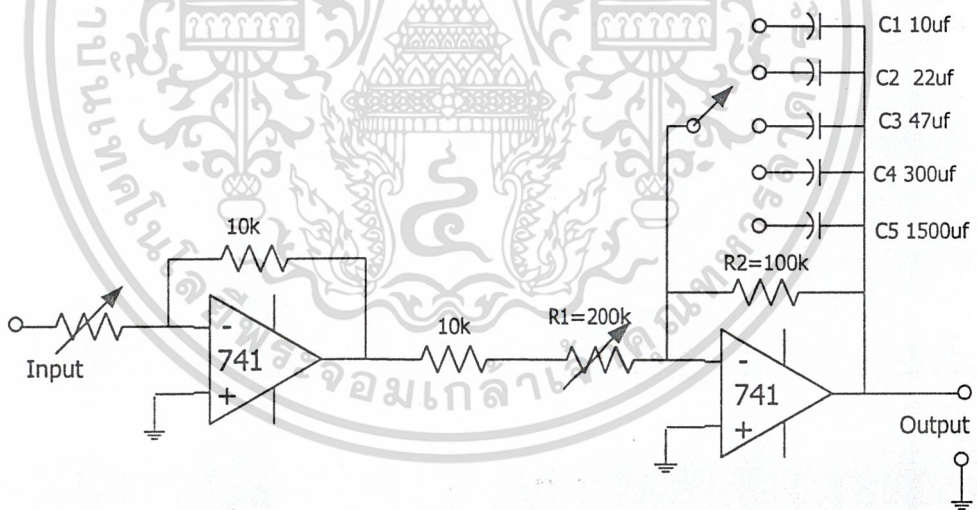 C1 10uf
C2 22uf
C3 47uf
C4 300uf
C5 1500uf
R2=100k
10k
10k
R1=200k
-
741
+
-
741
+
Input
Output